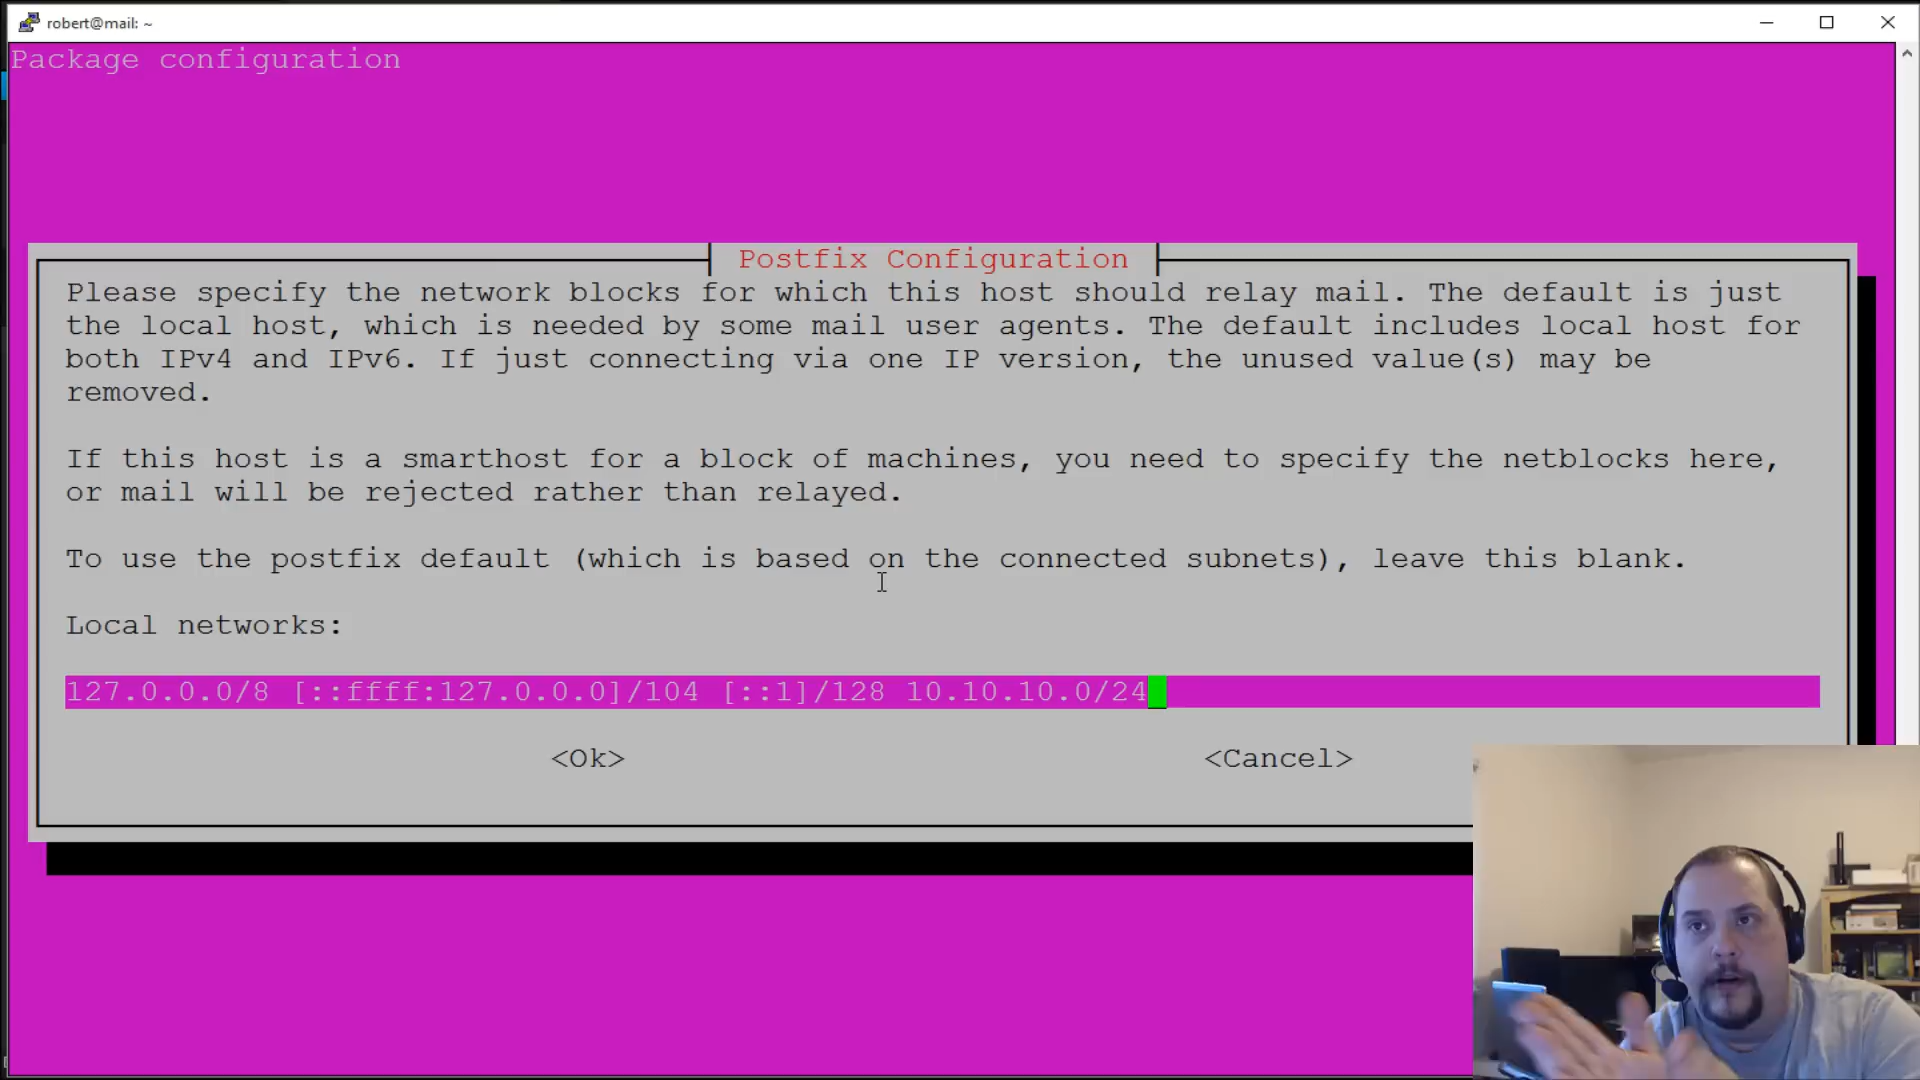 robert@mail: ~
Package configuration
Postfix Configuration
Please specify the network blocks for which this host should relay mail. The default is just
the local host, which is needed by some mail user agents. The default includes local host for
both IPv4 and IPv6. If just connecting via one IP version, the unused value(s) may be
removed.
If this host is a smarthost for a block of machines, you need to specify the netblocks here,
or mail will be rejected rather than relayed.
To use the postfix default (which is based on the connected subnets), leave this blank.
Local networks:
127.0.0.0/8 [::ffff:127.0.0.0]/104 [::1]/128 10.10.10.0/24
<Ok> <Cancel>